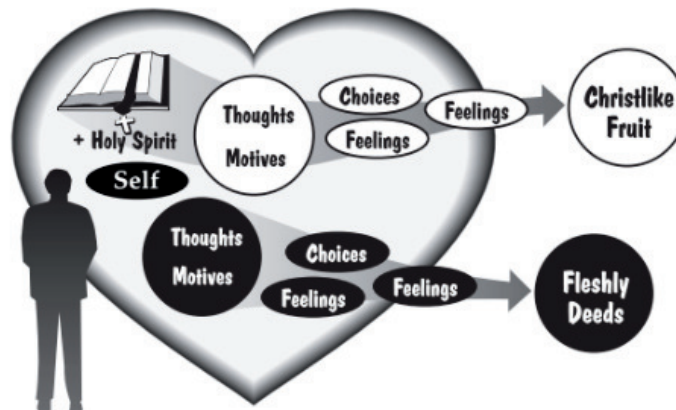 + Holy Spirit
Thoughts
Motives
Choices
Feelings
Feelings
Christlike
Fruit
Self
Thoughts
Motives
Choices
Feelings
Feelings
Fleshly
Deeds